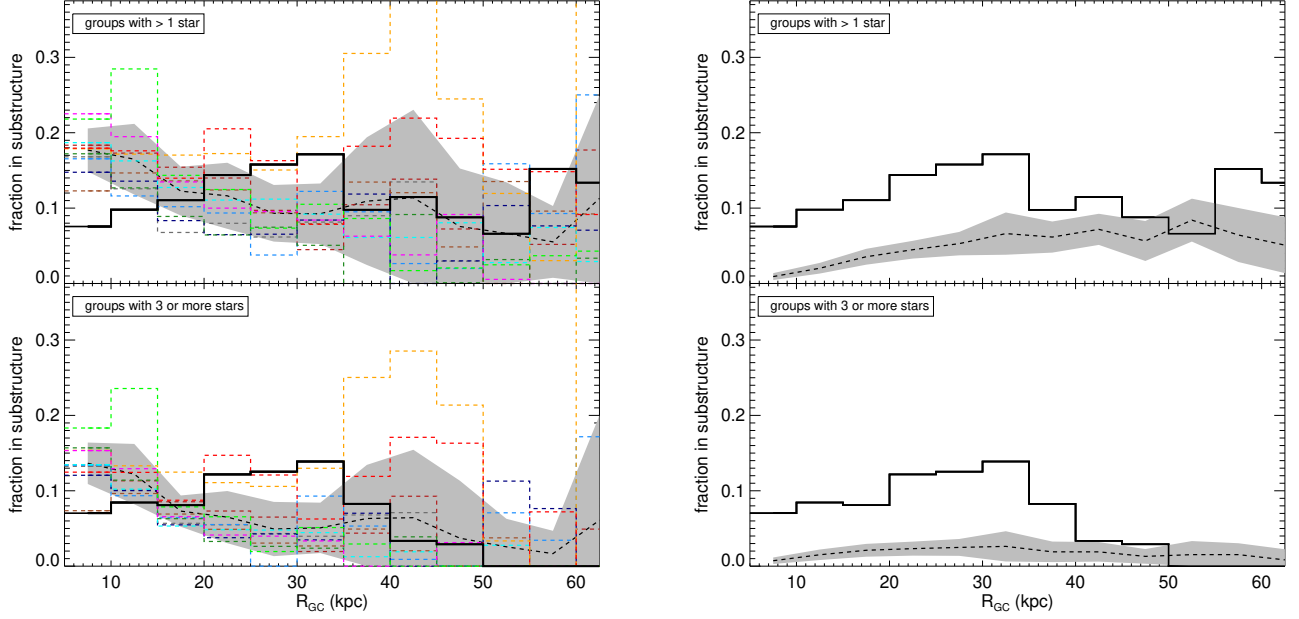 groups with > 1 star
fraction in substructure
0.3
0.2
0.1
0.0
groups with 3 or more stars
fraction in substructure
0.3
0.2
0.1
0.0
10 20 30 40 50 60
R_GC (kpc)
groups with > 1 star
fraction in substructure
0.3
0.2
0.1
0.0
groups with 3 or more stars
fraction in substructure
0.3
0.2
0.1
0.0
10 20 30 40 50 60
R_GC (kpc)